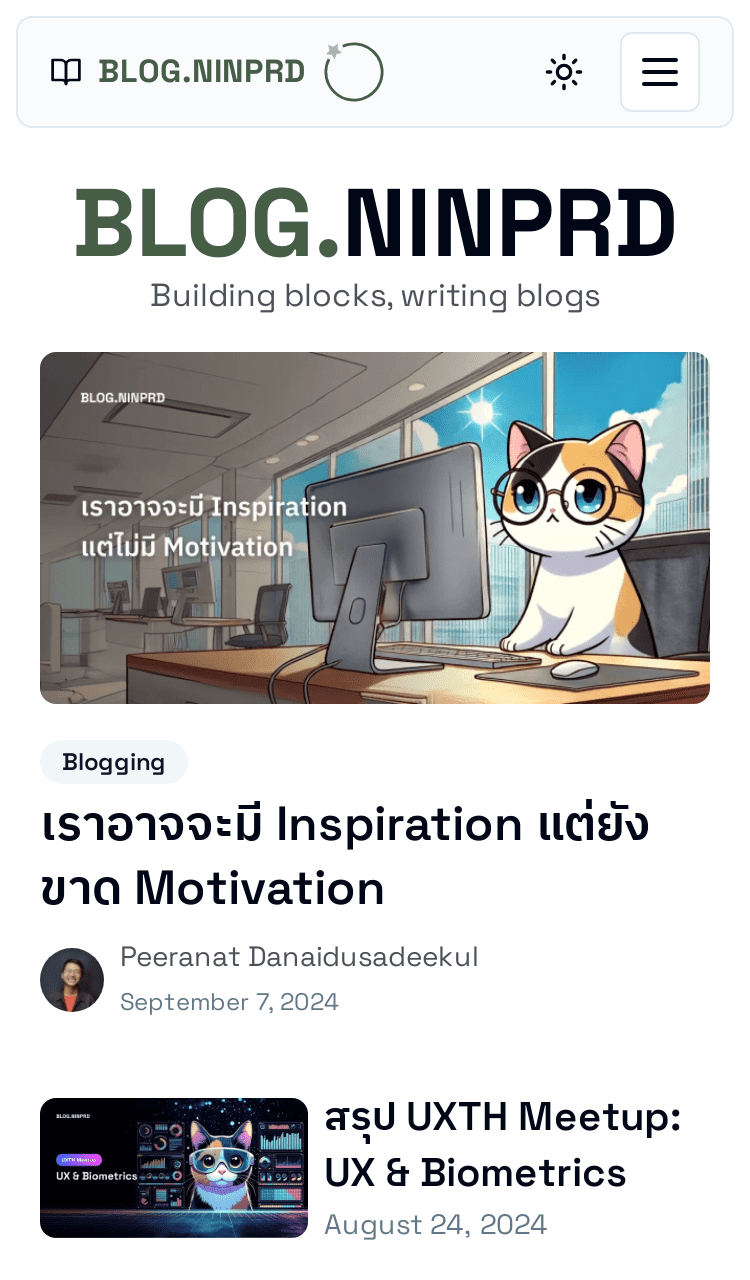 BLOG.NINPRD
BLOG.NINPRD
Building blocks, writing blogs
BLOG.NINPRD
เราอาจจะมี Inspiration
แต่ไม่มี Motivation
Blogging
เราอาจจะมี Inspiration แต่ยัง
ขาด Motivation
Peeranat Danaidusadeekul
September 7, 2024
BLOG.NINPRD
UXTH Meetup
UX & Biometrics
สรุป UXTH Meetup:
UX & Biometrics
August 24, 2024